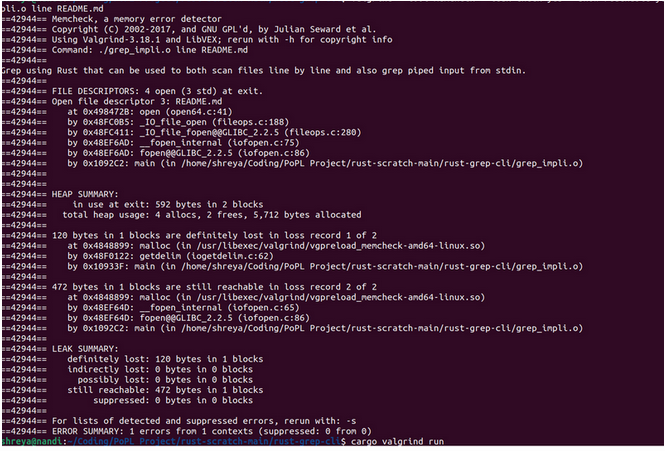 pli.o line README.md
==42944== Memcheck, a memory error detector
==42944== Copyright (C) 2002-2017, and GNU GPL'd, by Julian Seward et al.
==42944== Using Valgrind-3.18.1 and LibVEX; rerun with -h for copyright info
==42944== Command: ./grep_impli.o line README.md
==42944==
Grep using Rust that can be used to both scan files line by line and also grep piped input from stdin.
==42944==
==42944== FILE DESCRIPTORS: 4 open (3 std) at exit.
==42944== Open file descriptor 3: README.md
==42944==    at 0x498472B: open (open64.c:41)
==42944==    by 0x48FC0B5: _IO_file_open (fileops.c:188)
==42944==    by 0x48FC411: _IO_file_fopen@@GLIBC_2.2.5 (fileops.c:280)
==42944==    by 0x48EF6AD: __fopen_internal (iofopen.c:75)
==42944==    by 0x48EF6AD: fopen@@GLIBC_2.2.5 (iofopen.c:86)
==42944==    by 0x1092C2: main (in /home/shreya/Coding/PoPL Project/rust-scratch-main/rust-grep-cli/grep_impli.o)
==42944==
==42944==
==42944== HEAP SUMMARY:
==42944==     in use at exit: 592 bytes in 2 blocks
==42944==   total heap usage: 4 allocs, 2 frees, 5,712 bytes allocated
==42944==
==42944== 120 bytes in 1 blocks are definitely lost in loss record 1 of 2
==42944==    at 0x4848899: malloc (in /usr/libexec/valgrind/vgpreload_memcheck-amd64-linux.so)
==42944==    by 0x48F0122: getdelim (iogetdelim.c:62)
==42944==    by 0x10933F: main (in /home/shreya/Coding/PoPL Project/rust-scratch-main/rust-grep-cli/grep_impli.o)
==42944==
==42944== 472 bytes in 1 blocks are still reachable in loss record 2 of 2
==42944==    at 0x4848899: malloc (in /usr/libexec/valgrind/vgpreload_memcheck-amd64-linux.so)
==42944==    by 0x48EF64D: __fopen_internal (iofopen.c:65)
==42944==    by 0x48EF64D: fopen@@GLIBC_2.2.5 (iofopen.c:86)
==42944==    by 0x1092C2: main (in /home/shreya/Coding/PoPL Project/rust-scratch-main/rust-grep-cli/grep_impli.o)
==42944==
==42944== LEAK SUMMARY:
==42944==    definitely lost: 120 bytes in 1 blocks
==42944==    indirectly lost: 0 bytes in 0 blocks
==42944==      possibly lost: 0 bytes in 0 blocks
==42944==    still reachable: 472 bytes in 1 blocks
==42944==         suppressed: 0 bytes in 0 blocks
==42944==
==42944== For lists of detected and suppressed errors, rerun with: -s
==42944== ERROR SUMMARY: 1 errors from 1 contexts (suppressed: 0 from 0)
shreya@nandi:~/Coding/PoPL Project/rust-scratch-main/rust-grep-cli$ cargo valgrind run